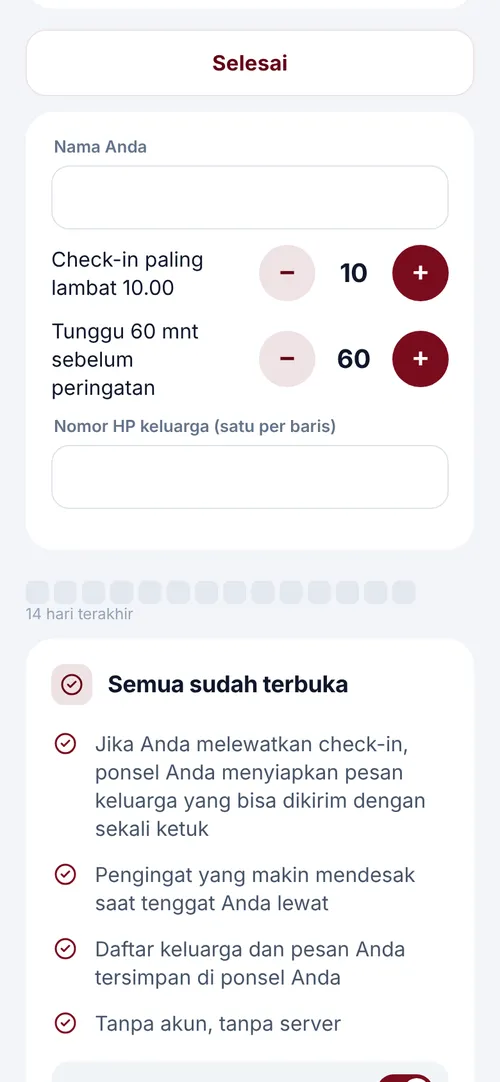 Selesai
Nama Anda
Check-in paling
lambat 10.00
− 10 +
Tunggu 60 mnt
sebelum
peringatan
− 60 +
Nomor HP keluarga (satu per baris)
14 hari terakhir
Semua sudah terbuka
Jika Anda melewatkan check-in,
ponsel Anda menyiapkan pesan
keluarga yang bisa dikirim dengan
sekali ketuk
Pengingat yang makin mendesak
saat tenggat Anda lewat
Daftar keluarga dan pesan Anda
tersimpan di ponsel Anda
Tanpa akun, tanpa server